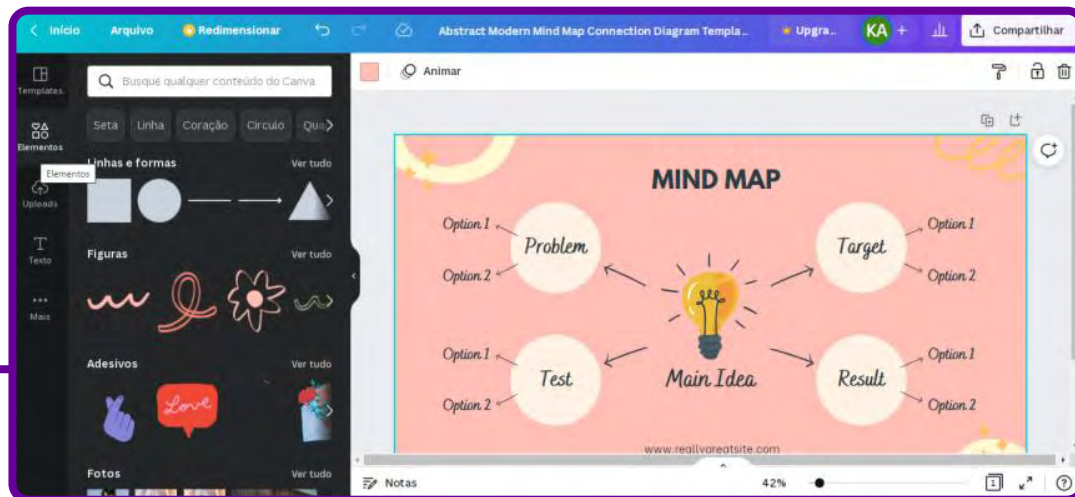 Início Arquivo Redimensionar Abstract Modern Mind Map Connection Diagram Templa... Upgra... KA + Compartilhar
Templates
Elementos
Elementos
Uploads
Texto
Mais
Busque qualquer conteúdo do Canva
Seta Linha Coração Círculo Qua
Linhas e formas Ver tudo
Figuras Ver tudo
Adesivos Ver tudo
Love
Fotos Ver tudo
Animar
MIND MAP
Option 1
Problem
Option 2
Option 1
Target
Option 2
Option 1
Test
Option 2
Main Idea
Option 1
Result
Option 2
www.reallygreatsite.com
Notas 42% 1 ?